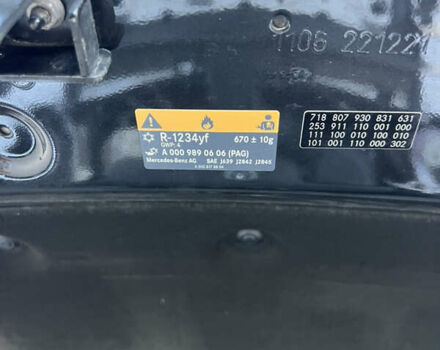 1106 221221
R-1234yf 670 ± 10g
GWP: 4
A 000 989 06 06 (PAG)
Mercedes-Benz AG SAE J639 J2842 J2845
718 807 930 831 631
253 911 110 001 000
111 100 010 100 010
101 001 110 000 302